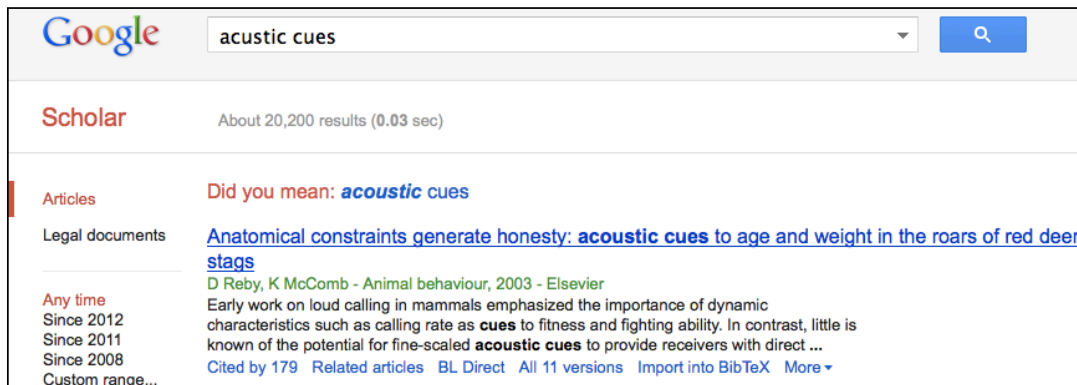 Google
acustic cues
Scholar
About 20,200 results (0.03 sec)
Articles
Legal documents
Any time
Since 2012
Since 2011
Since 2008
Custom range...
Did you mean: acoustic cues
Anatomical constraints generate honesty: acoustic cues to age and weight in the roars of red deer
stags
D Reby, K McComb - Animal behaviour, 2003 - Elsevier
Early work on loud calling in mammals emphasized the importance of dynamic
characteristics such as calling rate as cues to fitness and fighting ability. In contrast, little is
known of the potential for fine-scaled acoustic cues to provide receivers with direct ...
Cited by 179 Related articles BL Direct All 11 versions Import into BibTeX More